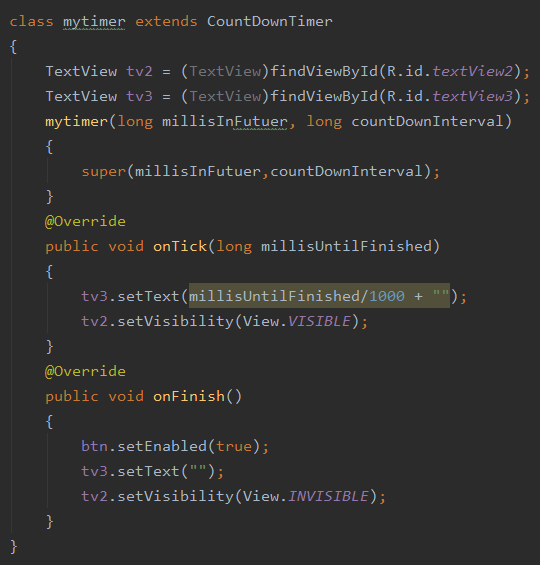 class mytimer extends CountDownTimer
{
TextView tv2 = (TextView)findViewById(R.id.textView2);
TextView tv3 = (TextView)findViewById(R.id.textView3);
mytimer(long millisInFutuer, long countDownInterval)
{
super(millisInFutuer,countDownInterval);
}
@Override
public void onTick(long millisUntilFinished)
{
tv3.setText(millisUntilFinished/1000 + "");
tv2.setVisibility(View.VISIBLE);
}
@Override
public void onFinish()
{
btn.setEnabled(true);
tv3.setText("");
tv2.setVisibility(View.INVISIBLE);
}
}